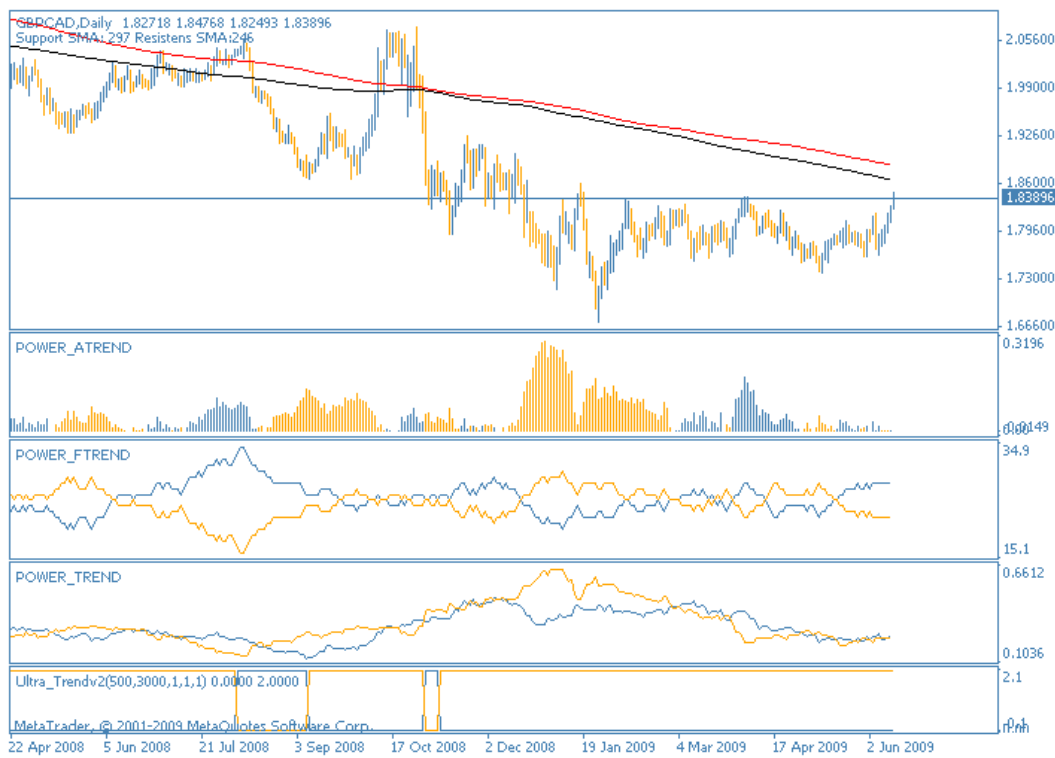 GBPCAD,Daily 1.82718 1.84768 1.82493 1.83896
Support SMA: 297 Resistens SMA:246
2.05600
1.99000
1.92600
1.86000
1.83896
1.79600
1.73000
1.66600
POWER_ATREND
0.3196
0.0149
POWER_FTREND
34.9
15.1
POWER_TREND
0.6612
0.1036
Ultra_Trendv2(500,3000,1,1,1) 0.0000 2.0000
2.1
-0.1
MetaTrader, © 2001-2009 MetaQuotes Software Corp.
22 Apr 2008 5 Jun 2008 21 Jul 2008 3 Sep 2008 17 Oct 2008 2 Dec 2008 19 Jan 2009 4 Mar 2009 17 Apr 2009 2 Jun 2009